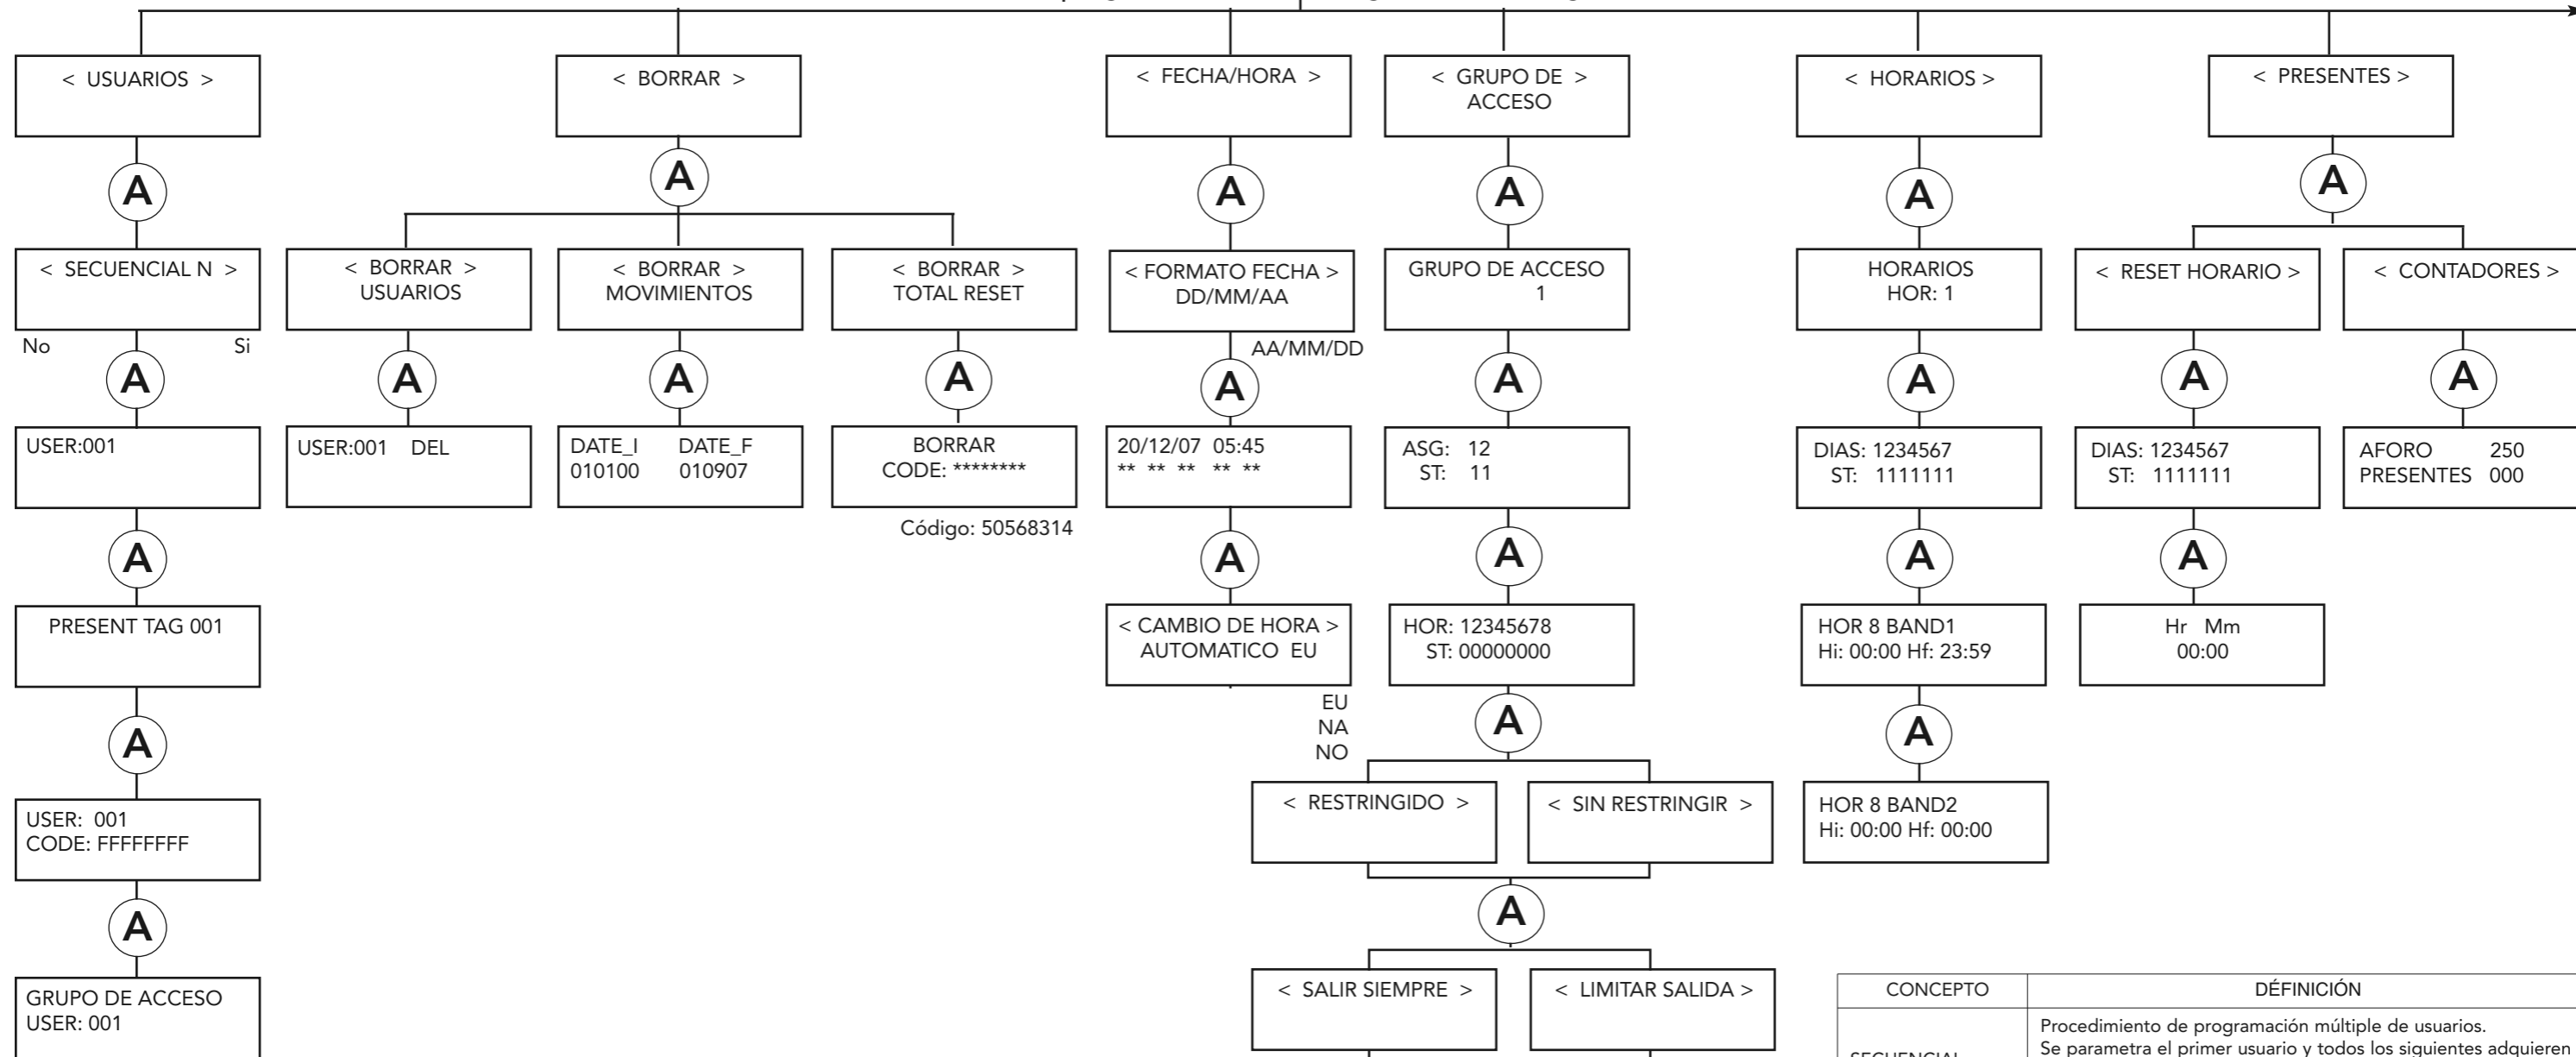 < USUARIOS >
A
< SECUENCIAL N >
No Si
A
USER:001
A
PRESENT TAG 001
A
USER: 001
CODE: FFFFFFFF
A
GRUPO DE ACCESO
USER: 001
< BORRAR >
A
< BORRAR >
USUARIOS
A
USER:001 DEL
< BORRAR >
MOVIMIENTOS
A
DATE_I DATE_F
010100 010907
< BORRAR >
TOTAL RESET
A
BORRAR
CODE: ********
Código: 50568314
< FECHA/HORA >
A
< FORMATO FECHA >
DD/MM/AA
AA/MM/DD
A
20/12/07 05:45
** ** ** ** **
A
< CAMBIO DE HORA >
AUTOMATICO EU
EU
NA
NO
< GRUPO DE >
ACCESO
A
GRUPO DE ACCESO
1
A
ASG: 12
ST: 11
A
HOR: 12345678
ST: 00000000
A
< RESTRINGIDO >
< SIN RESTRINGIR >
A
< SALIR SIEMPRE >
< LIMITAR SALIDA >
< HORARIOS >
A
HORARIOS
HOR: 1
A
DIAS: 1234567
ST: 1111111
A
HOR 8 BAND1
Hi: 00:00 Hf: 23:59
A
HOR 8 BAND2
Hi: 00:00 Hf: 00:00
< PRESENTES >
A
< RESET HORARIO >
A
DIAS: 1234567
ST: 1111111
A
Hr Mm
00:00
< CONTADORES >
A
AFORO 250
PRESENTES 000
CONCEPTO DÉFINICIÓN
SECUENCIAL
Procedimiento de programación múltiple de usuarios.
Se parametra el primer usuario y todos los siguientes adquieren